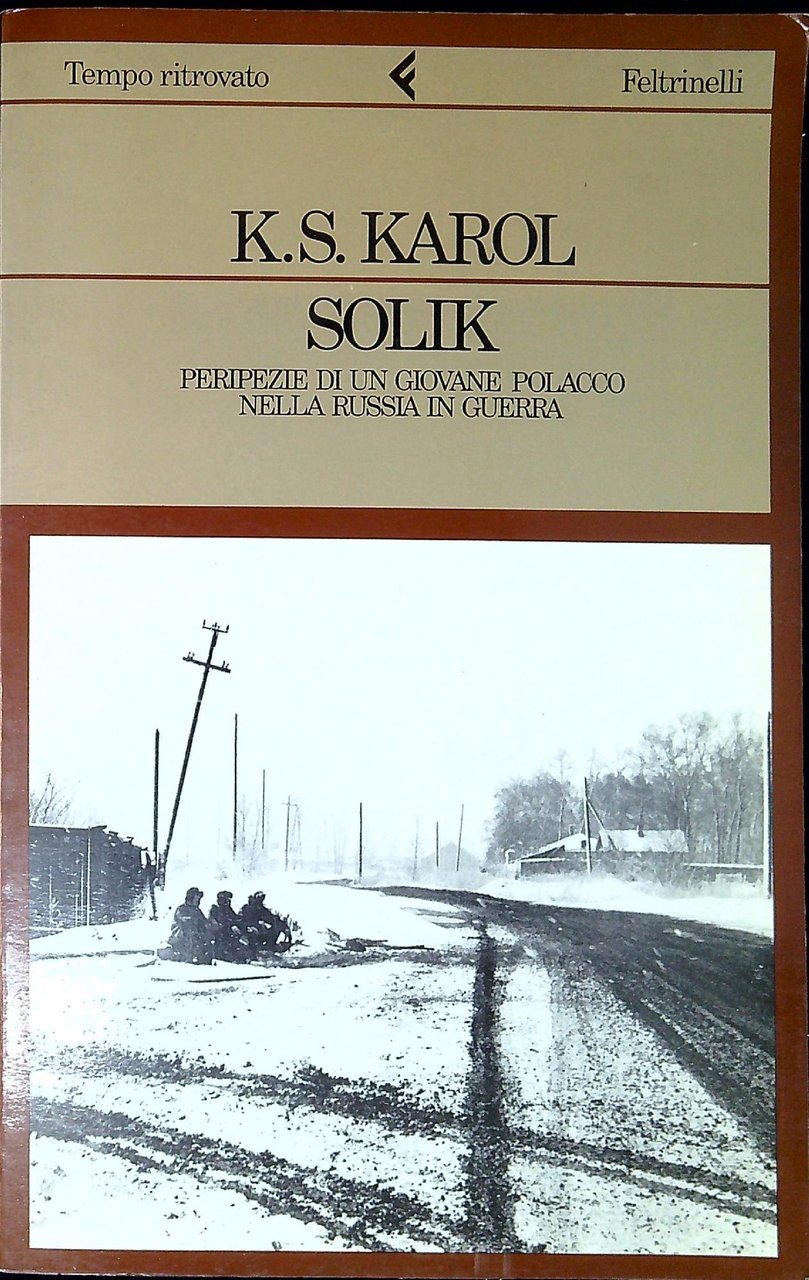 Tempo ritrovato
Feltrinelli
K.S. KAROL
SOLIK
PERIPEZIE DI UN GIOVANE POLACCO
NELLA RUSSIA IN GUERRA